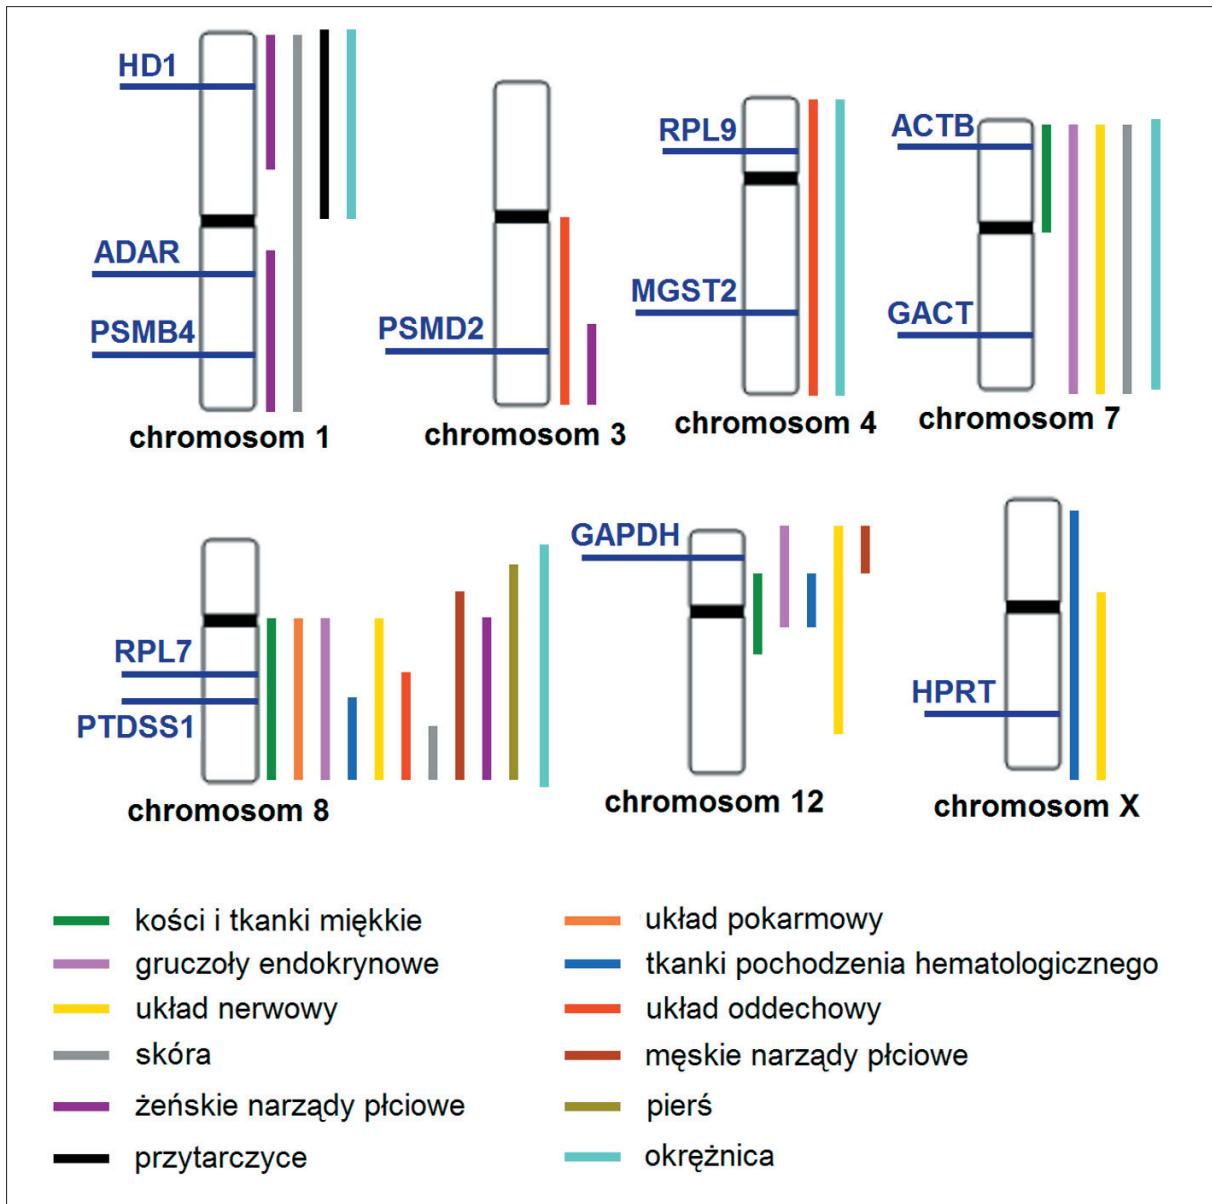 HD1
ADAR
PSMB4
chromosom 1
PSMD2
chromosom 3
RPL9
MGST2
chromosom 4
ACTB
GACT
chromosom 7
RPL7
PTDSS1
chromosom 8
GAPDH
chromosom 12
HPRT
chromosom X
kości i tkanki miękkie
gruczoły endokrynowe
układ nerwowy
skóra
żeńskie narządy płciowe
przytarczyce
układ pokarmowy
tkanki pochodzenia hematologicznego
układ oddechowy
męskie narządy płciowe
pierś
okrężnica